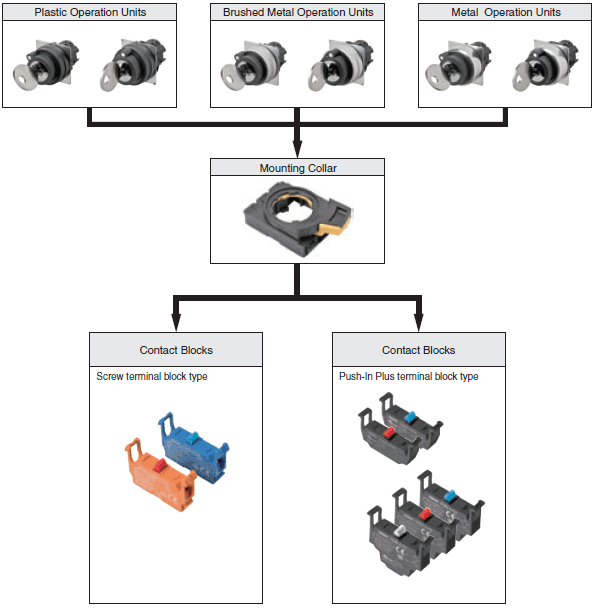 Plastic Operation Units
Brushed Metal Operation Units
Metal Operation Units
Mounting Collar
Contact Blocks
Screw terminal block type
Contact Blocks
Push-In Plus terminal block type